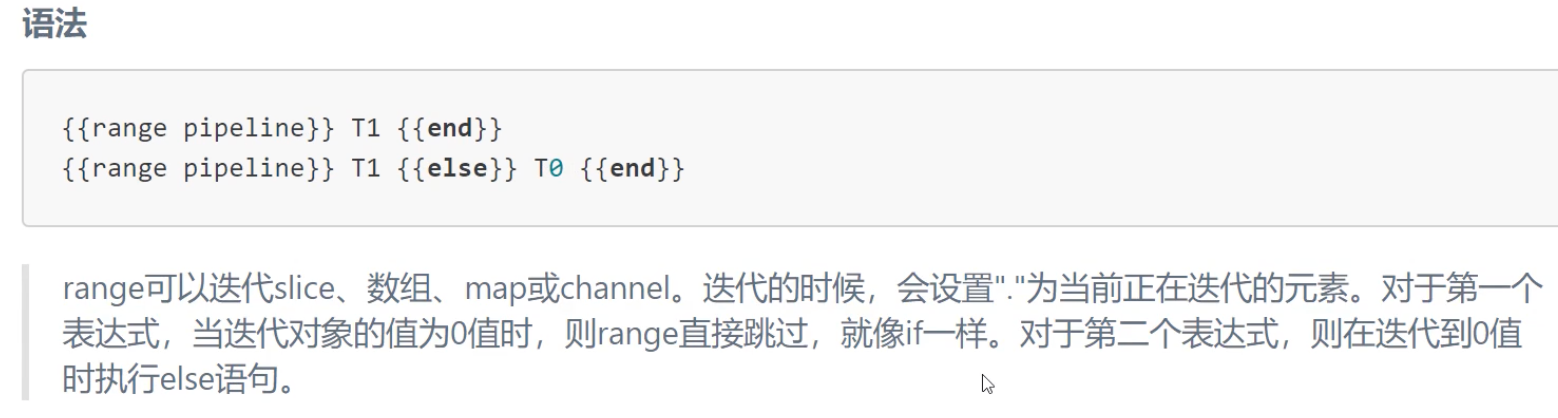 语法
{{range pipeline}} T1 {{end}}
{{range pipeline}} T1 {{else}} T0 {{end}}
range可以迭代slice、数组、map或channel。迭代的时候，会设置"."为当前正在迭代的元素。对于第一个
表达式，当迭代对象的值为0值时，则range直接跳过，就像if一样。对于第二个表达式，则在迭代到0值
时执行else语句。